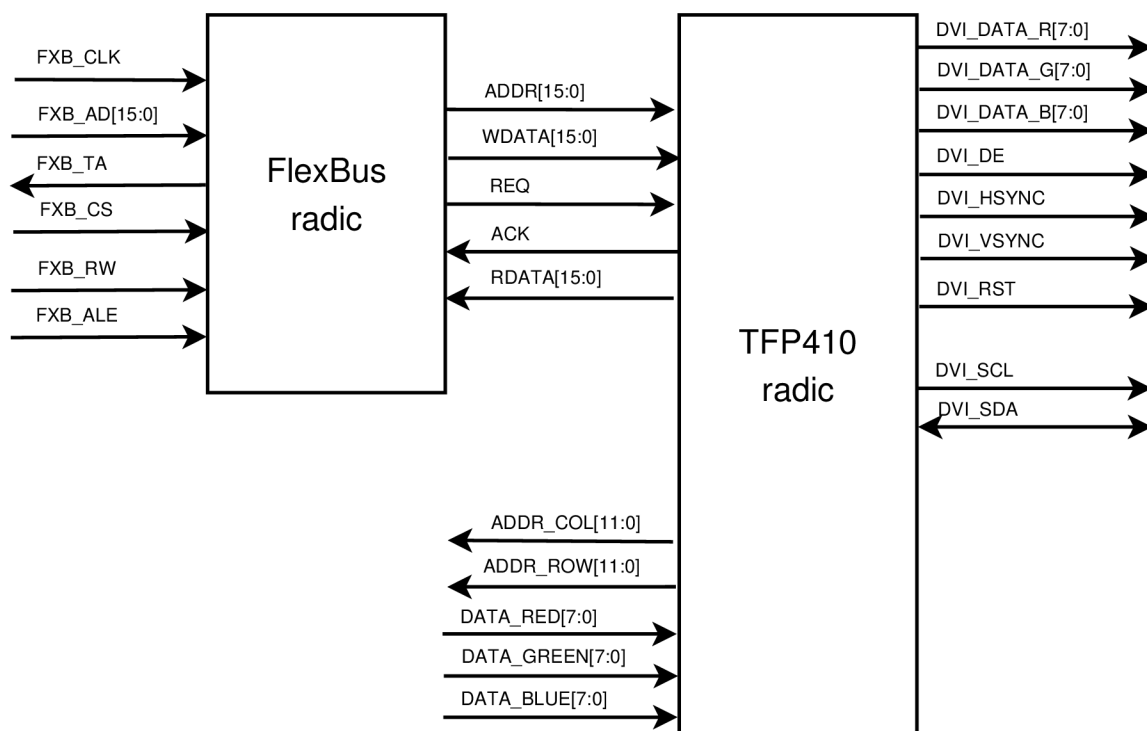 FXB_CLK
FXB_AD[15:0]
FXB_TA
FXB_CS
FXB_RW
FXB_ALE
FlexBus
radic
ADDR[15:0]
WDATA[15:0]
REQ
ACK
RDATA[15:0]
ADDR_COL[11:0]
ADDR_ROW[11:0]
DATA_RED[7:0]
DATA_GREEN[7:0]
DATA_BLUE[7:0]
TFP410
radic
DVI_DATA_R[7:0]
DVI_DATA_G[7:0]
DVI_DATA_B[7:0]
DVI_DE
DVI_HSYNC
DVI_VSYNC
DVI_RST
DVI_SCL
DVI_SDA